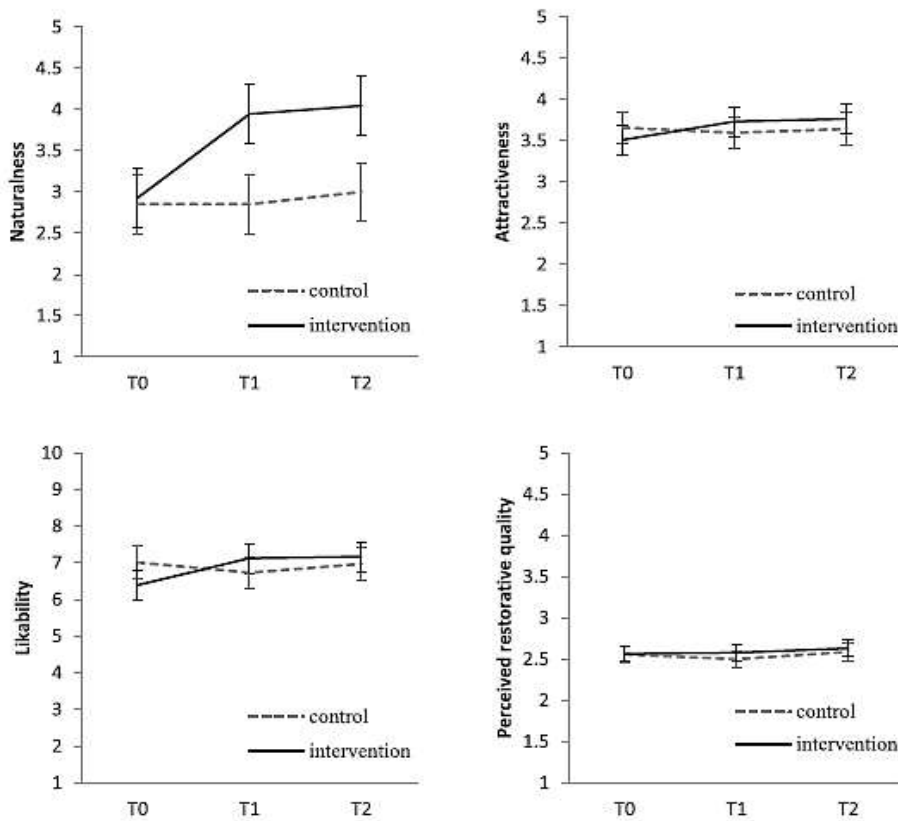 5
4.5
4
3.5
3
2.5
2
1.5
1
Naturalness
control
intervention
T0 T1 T2
5
4.5
4
3.5
3
2.5
2
1.5
1
Attractiveness
control
intervention
T0 T1 T2
10
9
8
7
6
5
4
3
2
1
Likability
control
intervention
T0 T1 T2
5
4.5
4
3.5
3
2.5
2
1.5
1
Perceived restorative quality
control
intervention
T0 T1 T2